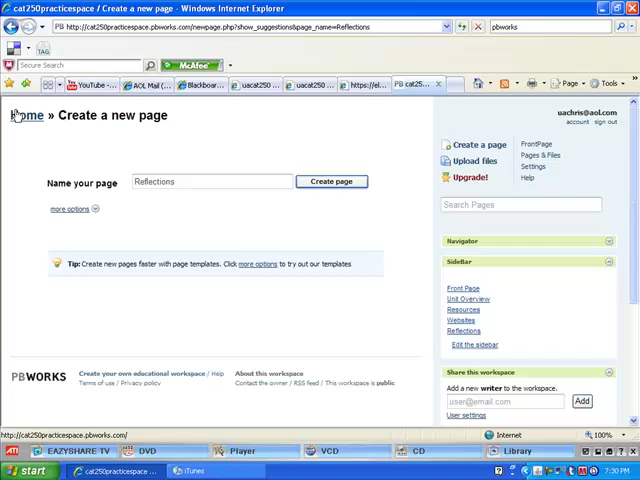 cat250practicespace.pbworks / Create a new page - Windows Internet Explorer
http://cat250practicespace.pbworks.com/newpage.php?show_suggestions&page_name=Reflections
pbworks
TAG
Secure Search
McAfee
YouTube -...
AOL Mail (...
Blackboar...
uacat250 ...
uacat250 ...
https://el...
PB cat25...
Page
Tools
Home » Create a new page
uachris@aol.com
account sign out
Create a page
Upload files
Upgrade!
FrontPage
Pages & Files
Settings
Help
Name your page
Reflections
Create page
more options
Search Pages
Tip: Create new pages faster with page templates. Click more options to try out our templates
Navigator
SideBar
Front Page
Unit Overview
Resources
Websites
Reflections
Edit the sidebar
PBWORKS
Create your own educational workspace / Help
Terms of use / Privacy policy
About this workspace
Contact the owner / RSS feed / This workspace is public
Share this workspace
Add a new writer to the workspace.
user@email.com
Add
User settings
http://cat250practicespace.pbworks.com/
Internet
100%
ATI
EAZYSHARE TV
DVD
Player
VCD
CD
Library
start
cat250practicespace ...
iTunes
7:30 PM